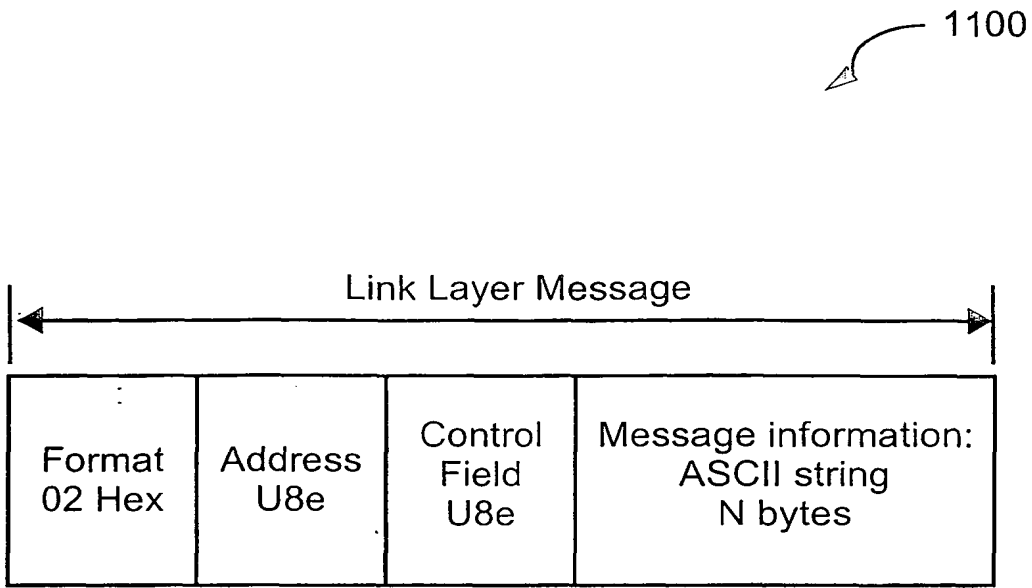 1100
Link Layer Message
Format
02 Hex
Address
U8e
Control
Field
U8e
Message information:
ASCII string
N bytes